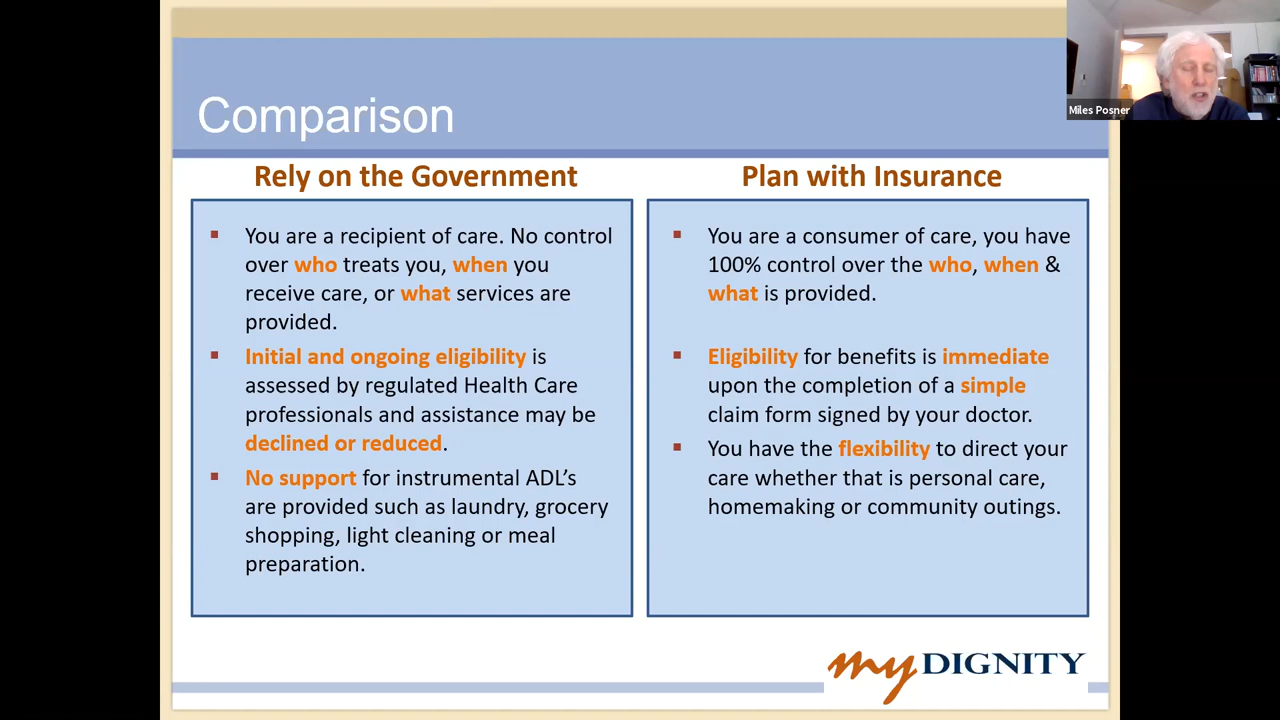 Comparison
Miles Posner
Rely on the Government
You are a recipient of care. No control
over who treats you, when you
receive care, or what services are
provided.
Initial and ongoing eligibility is
assessed by regulated Health Care
professionals and assistance may be
declined or reduced.
No support for instrumental ADL’s
are provided such as laundry, grocery
shopping, light cleaning or meal
preparation.
Plan with Insurance
You are a consumer of care, you have
100% control over the who, when &
what is provided.
Eligibility for benefits is immediate
upon the completion of a simple
claim form signed by your doctor.
You have the flexibility to direct your
care whether that is personal care,
homemaking or community outings.
my DIGNITY